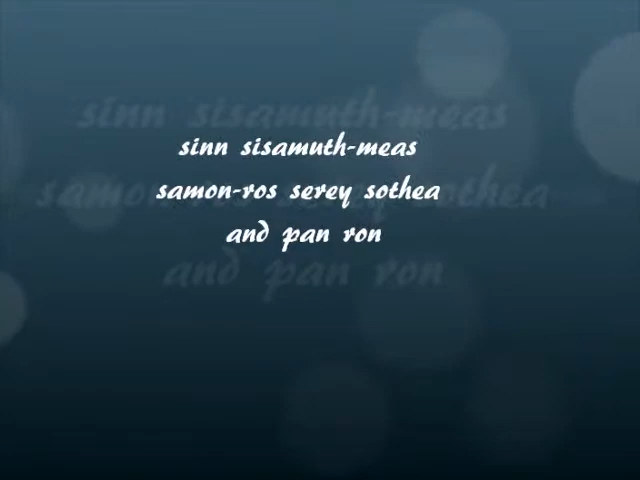 sinn sisamuth-meas
samon-ros serey sothea
and pan ron